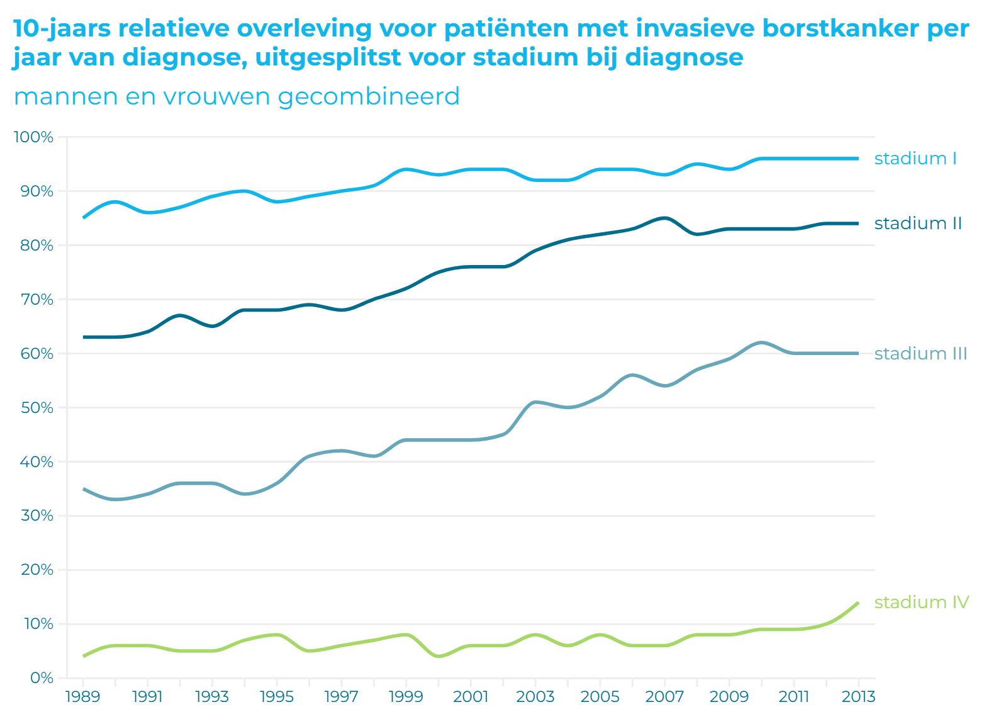 10-jaars relatieve overleving voor patiënten met invasieve borstkanker per
jaar van diagnose, uitgesplitst voor stadium bij diagnose
mannen en vrouwen gecombineerd
100%
stadium I
90%
stadium II
80%
70%
60%
stadium III
50%
40%
30%
20%
stadium IV
10%
0%
1989 1991 1993 1995 1997 1999 2001 2003 2005 2007 2009 2011 2013